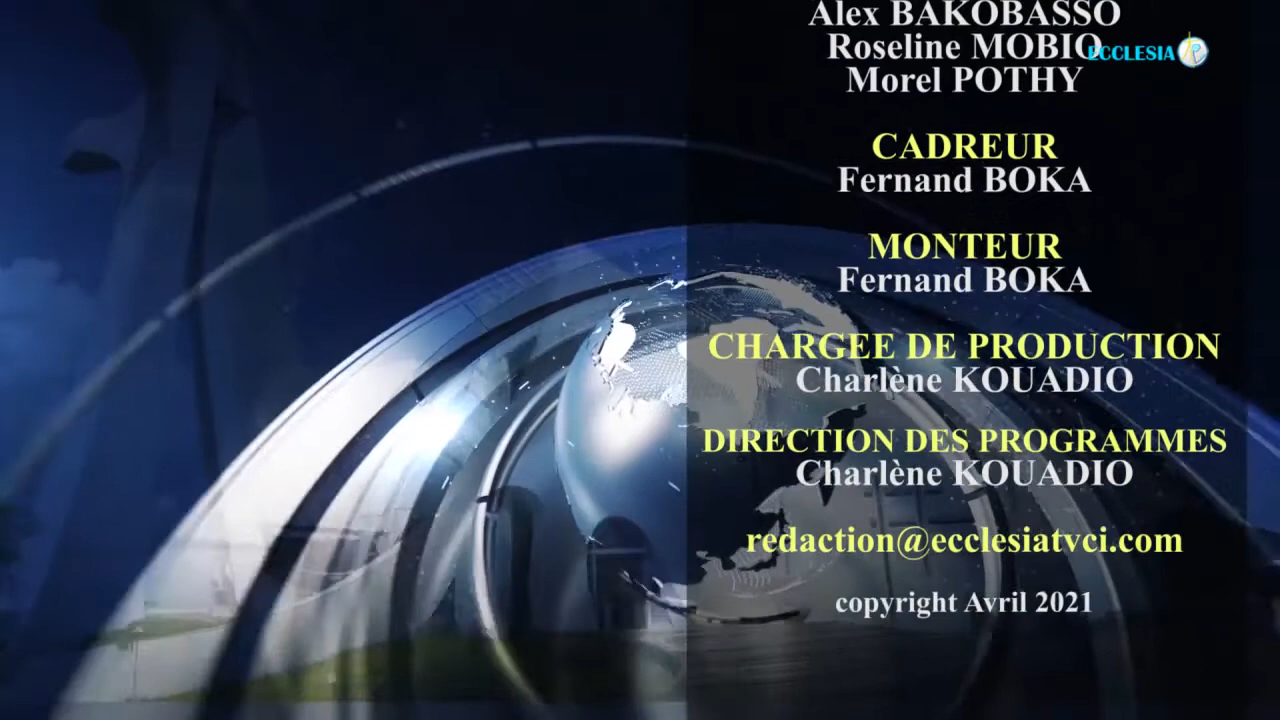 Alex BAKOBASSO
Roseline MOBIO
ECCLESIA
Morel POTHY
CADREUR
Fernand BOKA
MONTEUR
Fernand BOKA
CHARGEE DE PRODUCTION
Charlène KOUADIO
DIRECTION DES PROGRAMMES
Charlène KOUADIO
redaction@ecclesiatvci.com
copyright Avril 2021